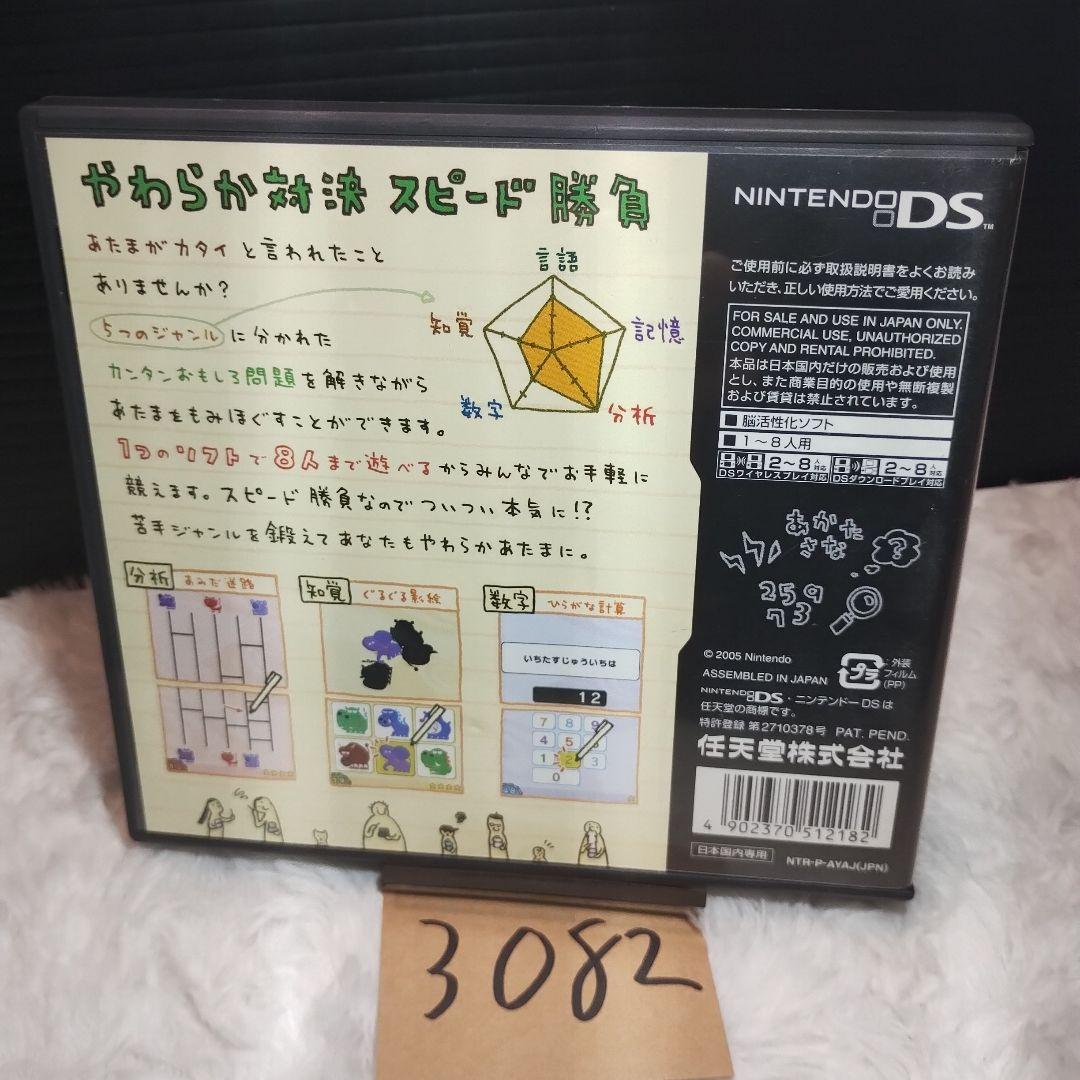 やわらか対決 スピード勝負
あたまがカタイと言われたこと
ありませんか?
5つのジャンルに分かれた
カンタンおもしろ問題を解きながら
あたまをもみほぐすことができます。
1つのソフトで8人まで遊べるからみんなでお手軽に
競えます。スピード勝負なのでついつい本気に!?
苦手ジャンルを鍛えてあなたもやわらかあたまに。
言語
知覚
記憶
数字
分析
分析 あみだ迷路
知覚 ぐるぐる影絵
数字 ひらがな計算
いちたすじゅういちは
12
7 8 9
4 5 6
1 2 3
0
NINTENDO DS™
ご使用前に必ず取扱説明書をよくお読み
いただき、正しい使用方法でご愛用ください。
FOR SALE AND USE IN JAPAN ONLY.
COMMERCIAL USE, UNAUTHORIZED
COPY AND RENTAL PROHIBITED.
本品は日本国内だけの販売および使用
とし、また商業目的の使用や無断複製
および賃貸は禁止されています。
■脳活性化ソフト
■1～8人用
2～8人対応
DSワイヤレスプレイ対応
2～8人対応
DSダウンロードプレイ対応
あかた
さな
?
259
73
© 2005 Nintendo
ASSEMBLED IN JAPAN
プラ
:外装
フィルム
(PP)
NINTENDO DS・ニンテンドーDSは
任天堂の商標です。
特許登録 第2710378号 PAT. PEND.
任天堂株式会社
4 902370 512182
日本国内専用
NTR-P-AYAJ(JPN)
3082